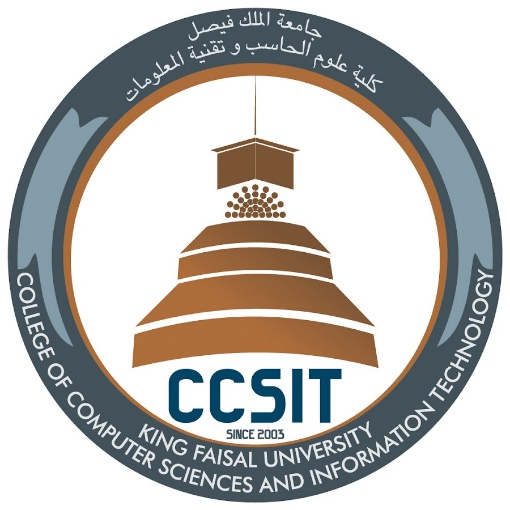 جامعة الملك فيصل
كلية علوم الحاسب و تقنية المعلومات
CCSIT
SINCE 2003
KING FAISAL UNIVERSITY
COLLEGE OF COMPUTER SCIENCES AND INFORMATION TECHNOLOGY